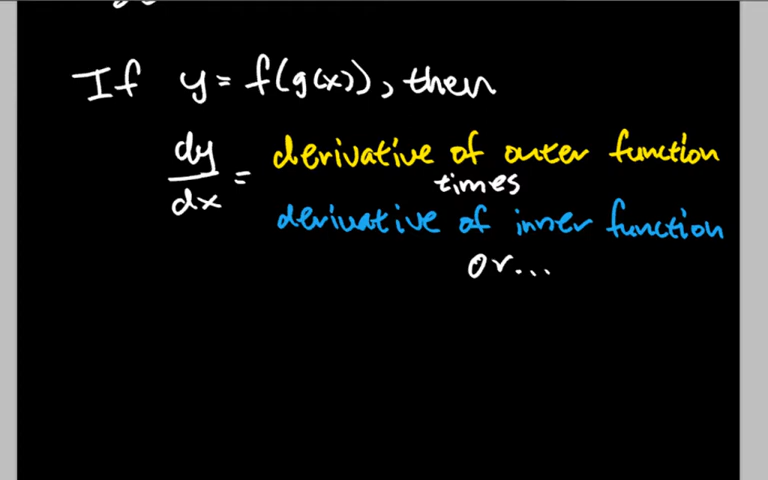 If y = f(g(x)), then
dy/dx = derivative of outer function
times
derivative of inner function
or...